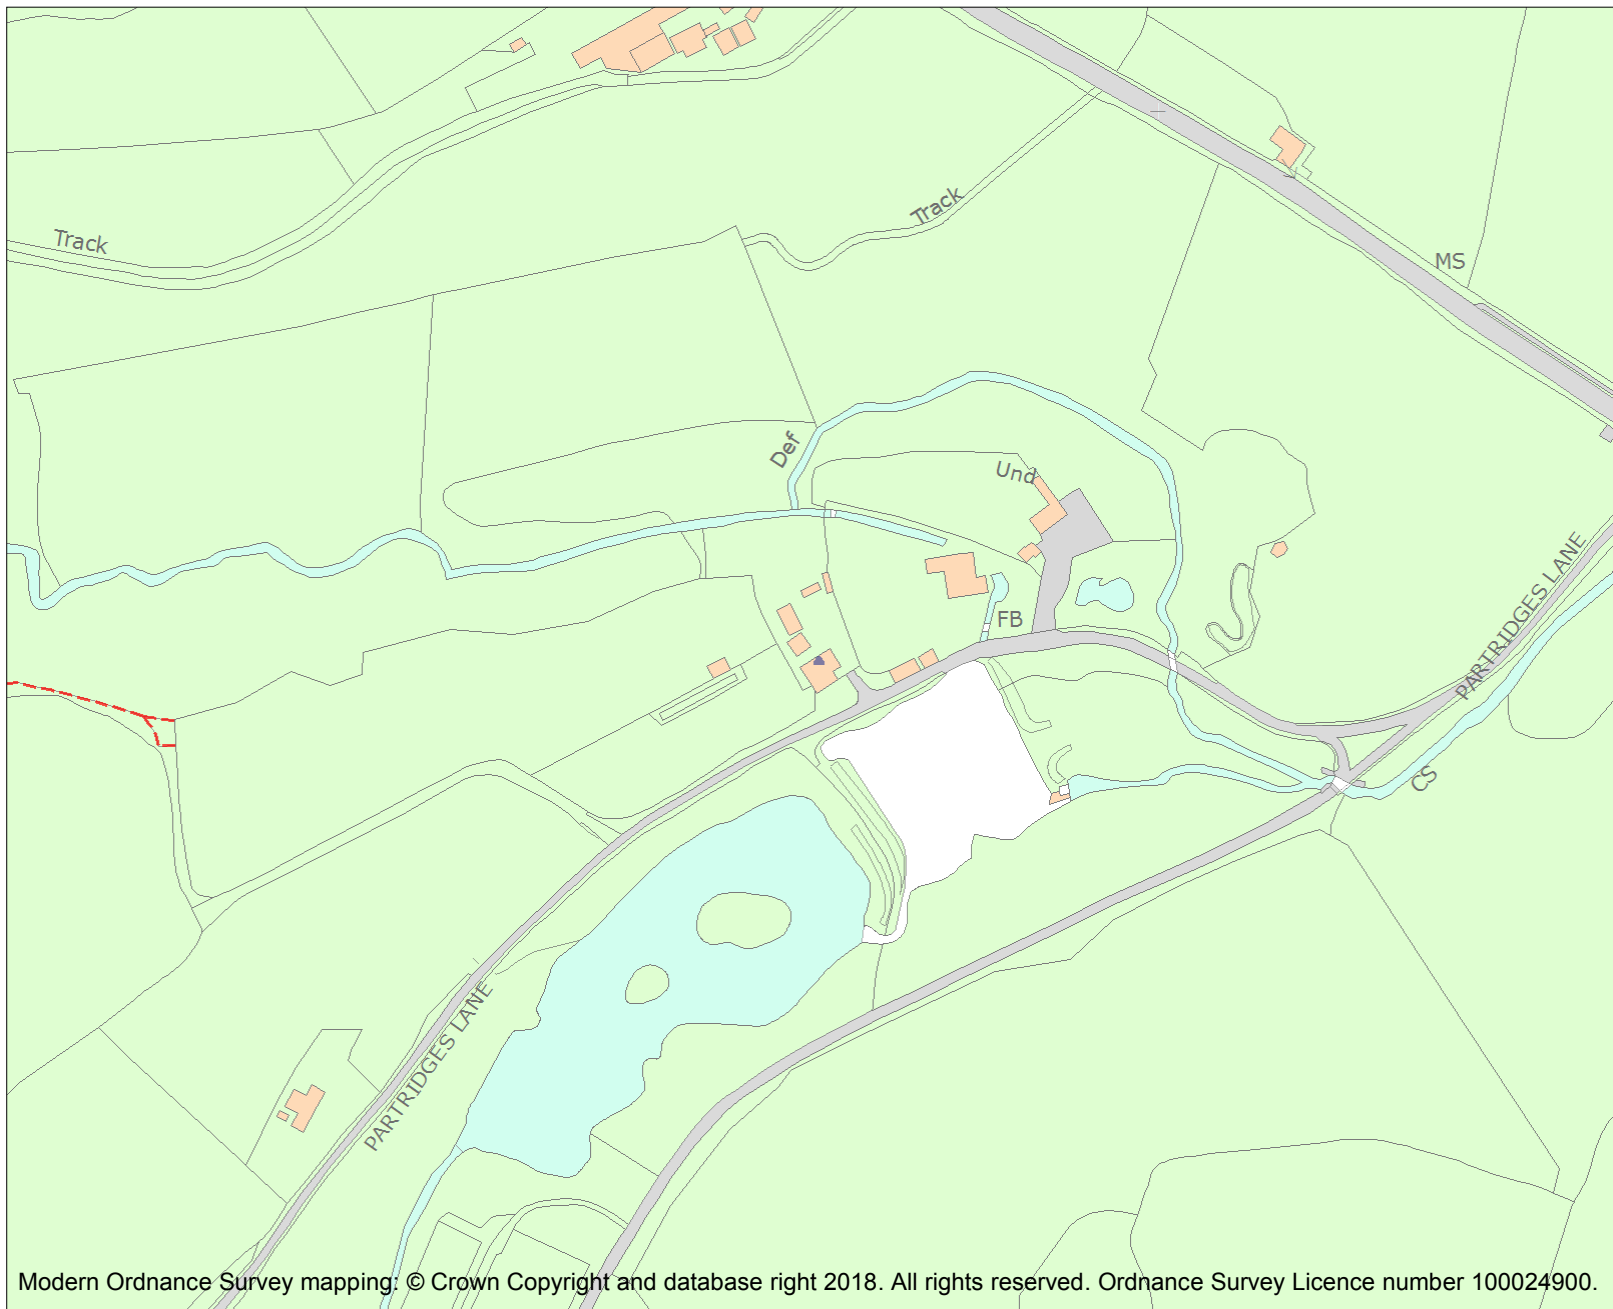 Track
Track
MS
Def
Und
PARTRIDGES LANE
FB
CS
PARTRIDGES LANE
Modern Ordnance Survey mapping: © Crown Copyright and database right 2018. All rights reserved. Ordnance Survey Licence number 100024900.